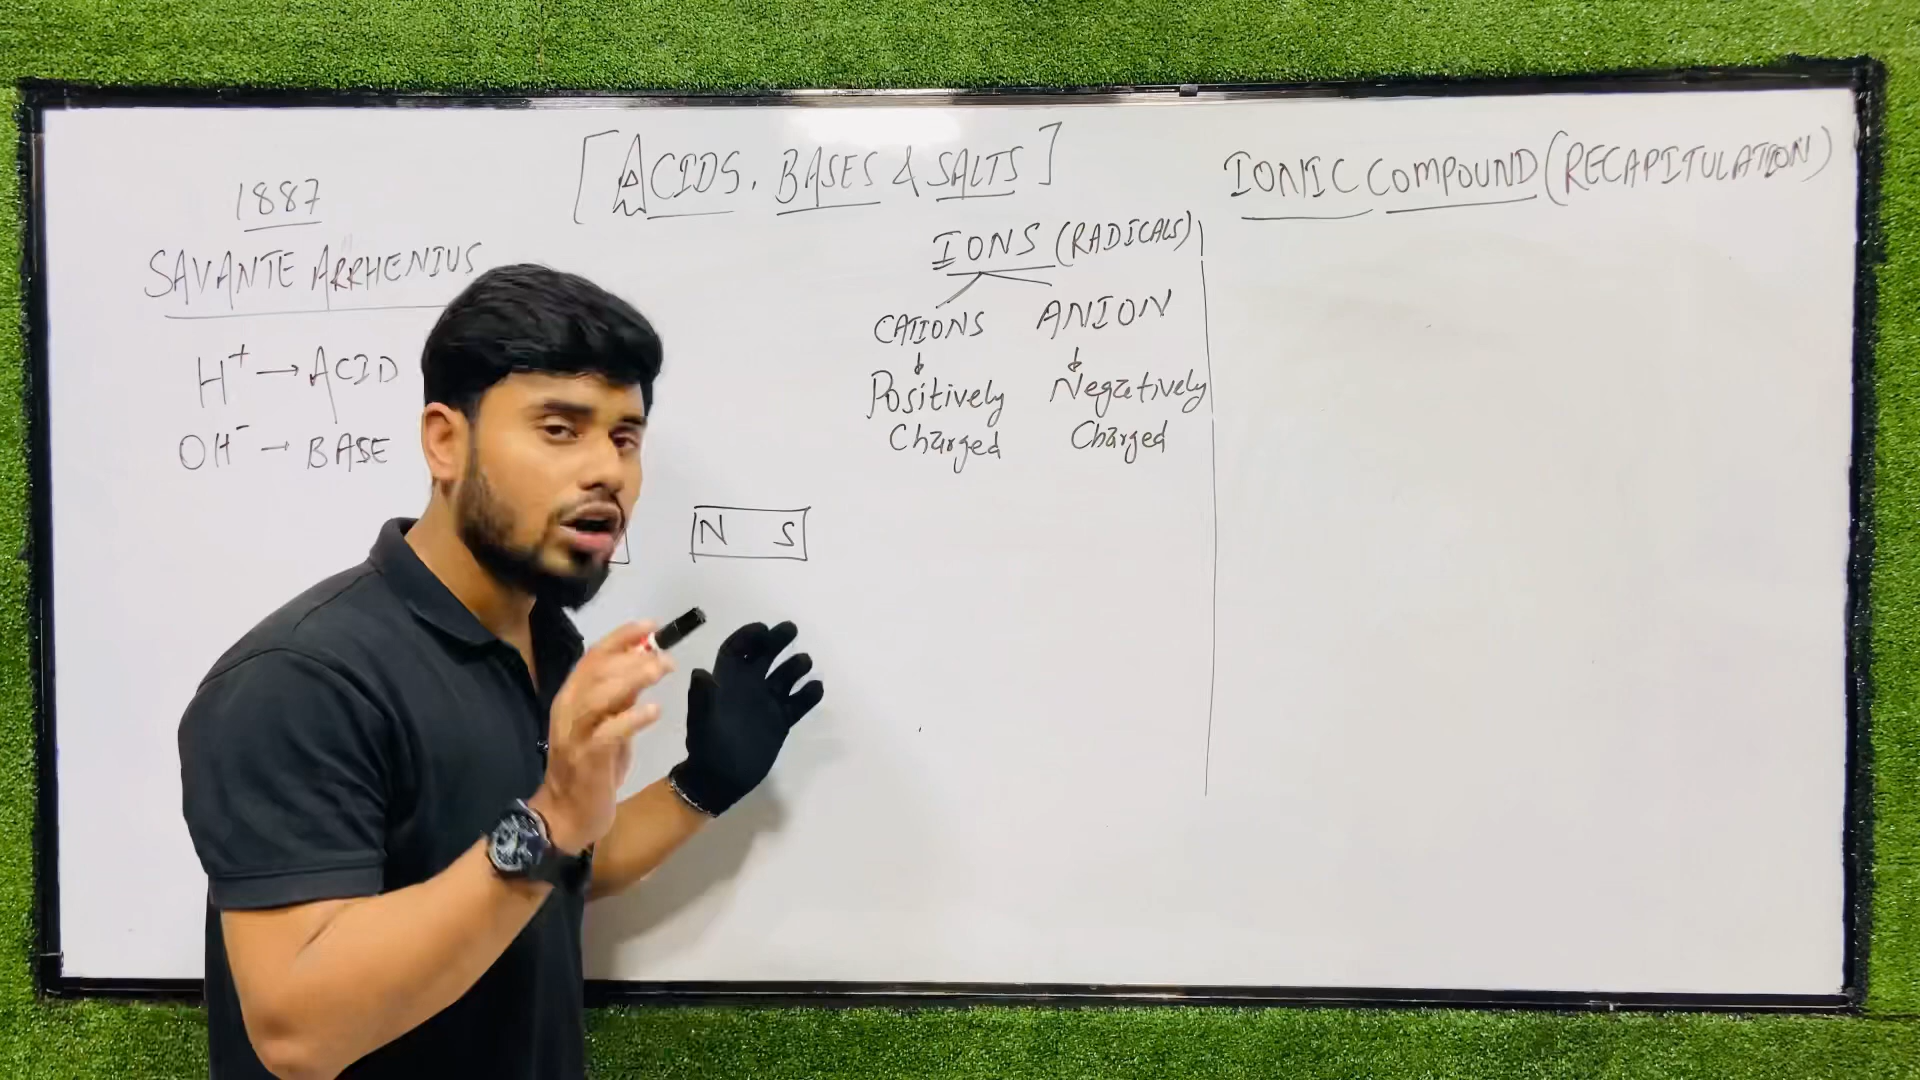 [ACIDS, BASES & SALTS]
1887
SAVANTE ARRHENIUS
H⁺ → ACID
OH⁻ → BASE
IONS (RADICALS)
CATIONS ANION
Positively Negatively
Charged Charged
N S
IONIC COMPOUND (RECAPITULATION)